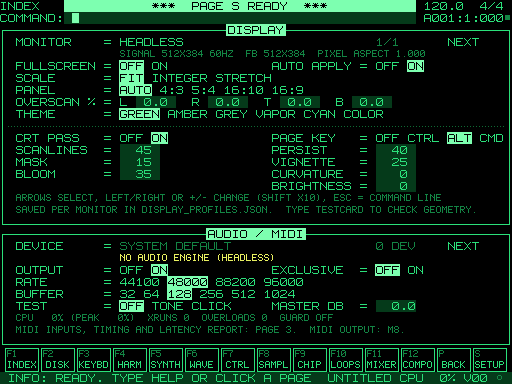 INDEX *** PAGE S READY *** 120.0 4/4
COMMAND: A001:1:000
DISPLAY
MONITOR = HEADLESS 1/1 NEXT
SIGNAL 512X384 60HZ FB 512X384 PIXEL ASPECT 1.000
FULLSCREEN = OFF ON AUTO APPLY = OFF ON
SCALE = FIT INTEGER STRETCH
PANEL = AUTO 4:3 5:4 16:10 16:9
OVERSCAN % = L 0.0 R 0.0 T 0.0 B 0.0
THEME = GREEN AMBER GREY VAPOR CYAN COLOR
CRT PASS = OFF ON PAGE KEY = OFF CTRL ALT CMD
SCANLINES = 45 PERSIST = 40
MASK = 15 VIGNETTE = 25
BLOOM = 35 CURVATURE = 0
BRIGHTNESS = 0
ARROWS SELECT, LEFT/RIGHT OR +/- CHANGE (SHIFT X10), ESC = COMMAND LINE
SAVED PER MONITOR IN DISPLAY_PROFILES.JSON. TYPE TESTCARD TO CHECK GEOMETRY.
AUDIO / MIDI
DEVICE = SYSTEM DEFAULT 0 DEV NEXT
NO AUDIO ENGINE (HEADLESS)
OUTPUT = OFF ON EXCLUSIVE = OFF ON
RATE = 44100 48000 88200 96000
BUFFER = 32 64 128 256 512 1024
TEST = OFF TONE CLICK MASTER DB = 0.0
CPU 0% (PEAK 0%) XRUNS 0 OVERLOADS 0 GUARD OFF
MIDI INPUTS, TIMING AND LATENCY REPORT: PAGE 3. MIDI OUTPUT: M8.
F1 F2 F3 F4 F5 F6 F7 F8 F9 F10 F11 F12 P S
INDEX DISK KEYBD HARM SYNTH WAVE CTRL SAMPL CHIP LOOPS MIXER COMPO BACK SETUP
INFO: READY. TYPE HELP OR CLICK A PAGE UNTITLED CPU 0% V00